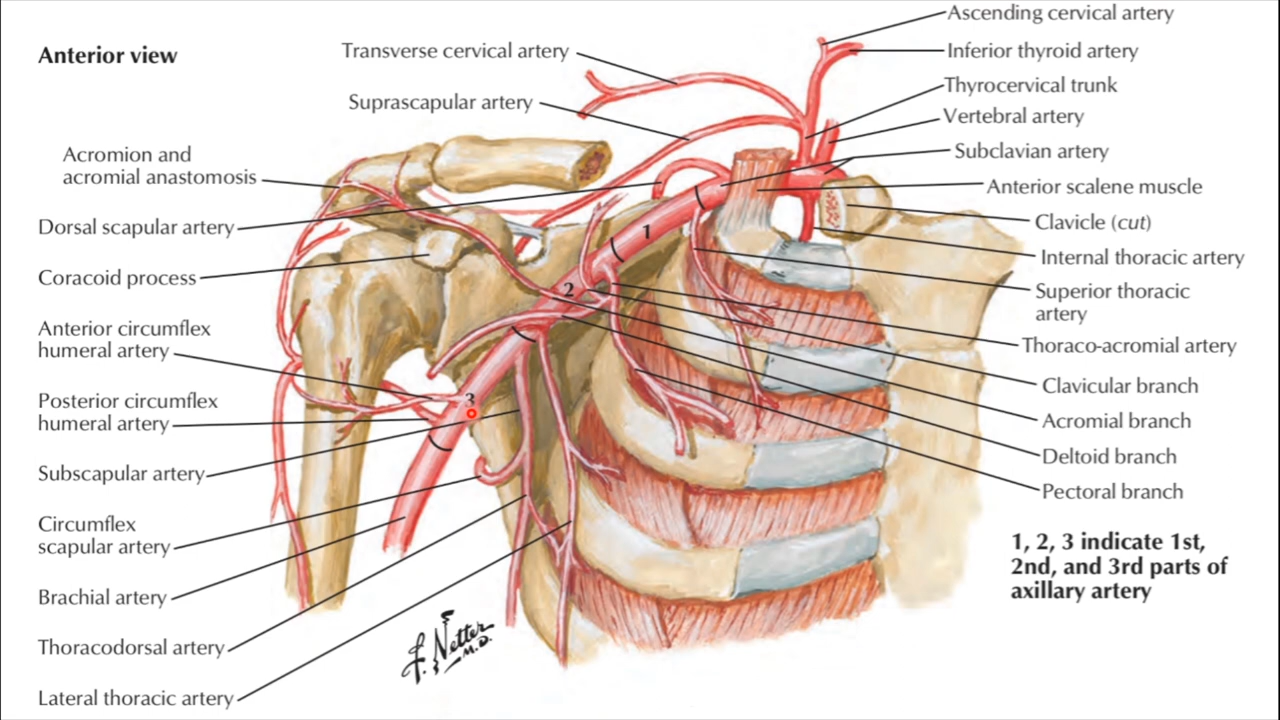 Anterior view
Transverse cervical artery
Suprascapular artery
Acromion and
acromial anastomosis
Dorsal scapular artery
Coracoid process
Anterior circumflex
humeral artery
Posterior circumflex
humeral artery
Subscapular artery
Circumflex
scapular artery
Brachial artery
Thoracodorsal artery
Lateral thoracic artery
Ascending cervical artery
Inferior thyroid artery
Thyrocervical trunk
Vertebral artery
Subclavian artery
Anterior scalene muscle
Clavicle (cut)
Internal thoracic artery
Superior thoracic
artery
Thoraco-acromial artery
Clavicular branch
Acromial branch
Deltoid branch
Pectoral branch
1, 2, 3 indicate 1st,
2nd, and 3rd parts of
axillary artery
1
2
3
F. Netter
M.D.